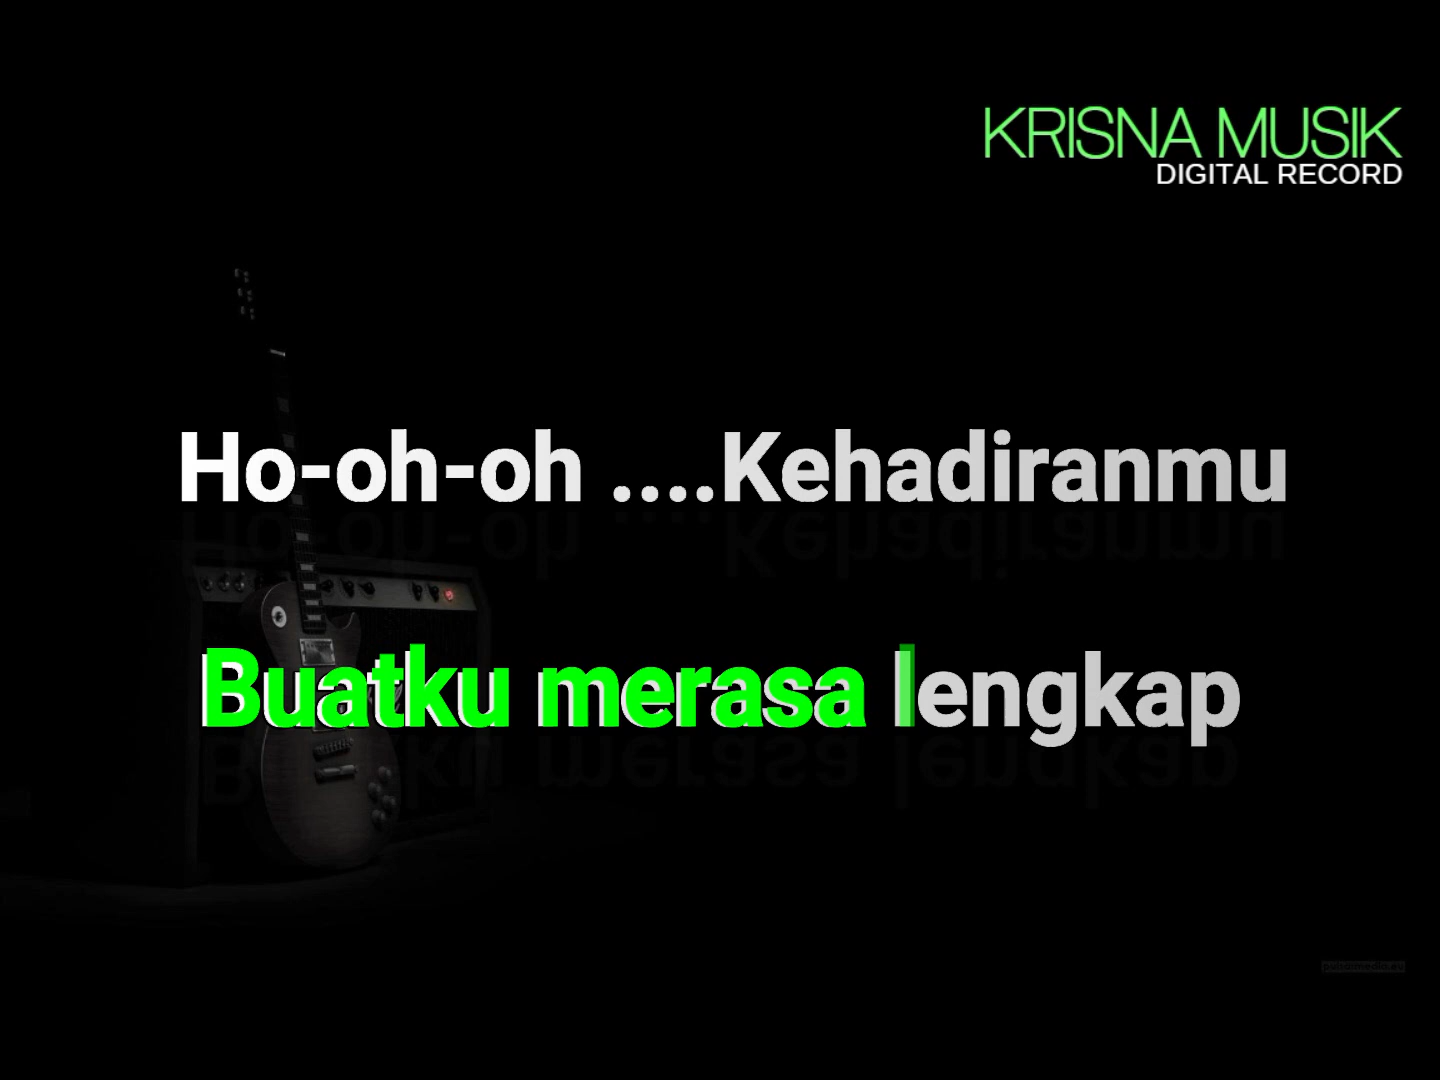 KRISNA MUSIK
DIGITAL RECORD
Ho-oh-oh ....Kehadiranmu
Buatku merasa lengkap